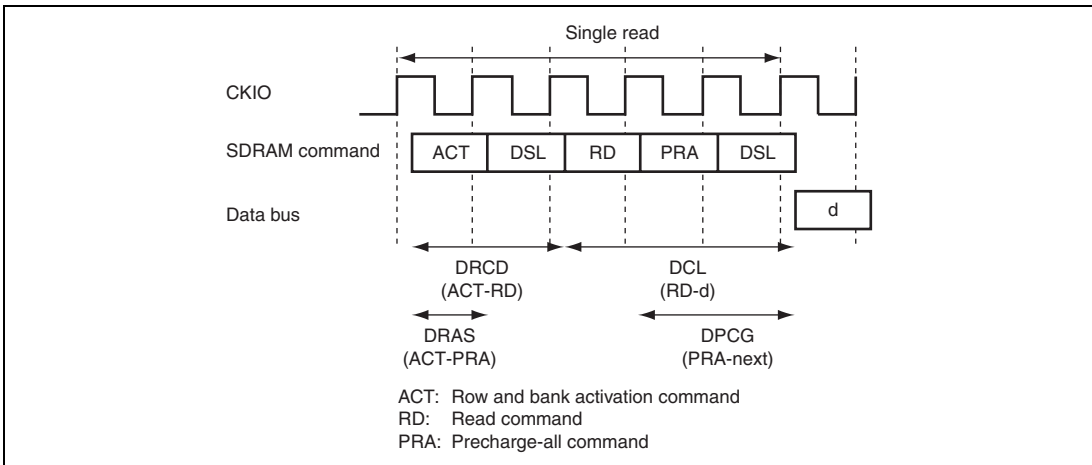 Single read
CKIO
SDRAM command
ACT DSL RD PRA DSL
Data bus
d
DRCD
(ACT-RD)
DCL
(RD-d)
DRAS
(ACT-PRA)
DPCG
(PRA-next)
ACT: Row and bank activation command
RD: Read command
PRA: Precharge-all command